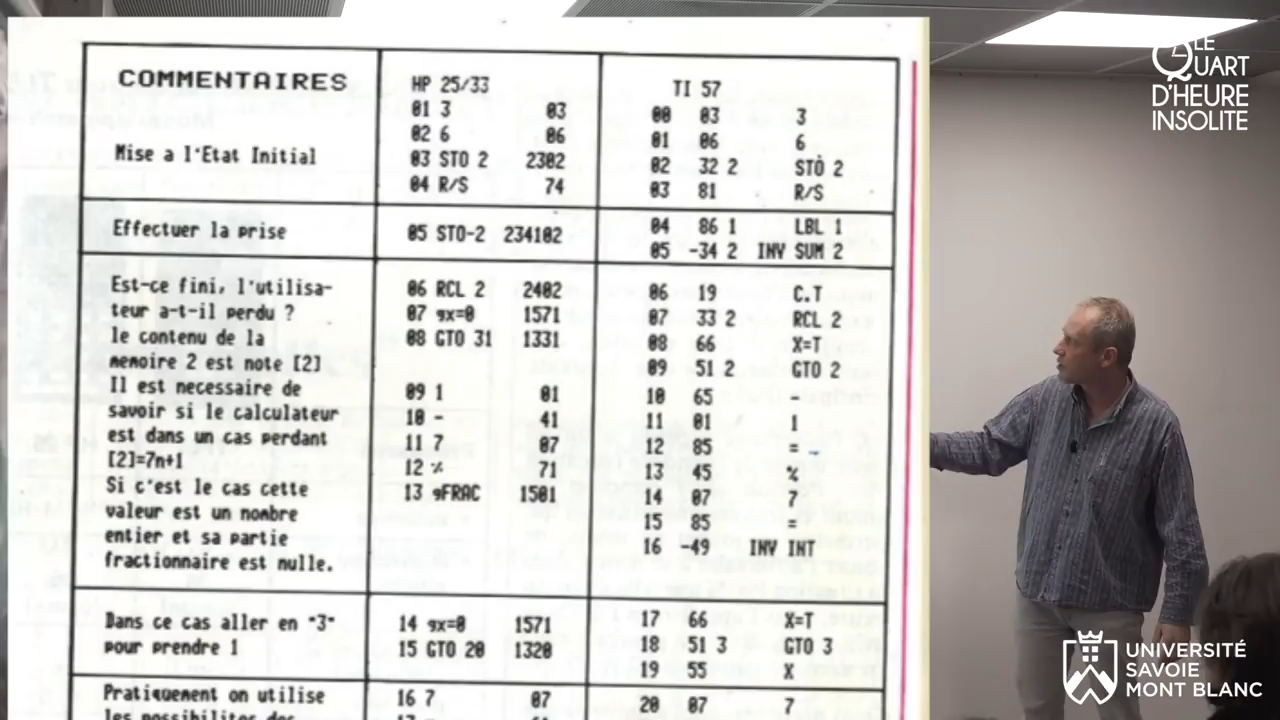 COMMENTAIRES
Mise a l'Etat Initial
HP 25/33
01 3 03
02 6 06
03 STO 2 2302
04 R/S 74
TI 57
00 03 3
01 06 6
02 32 2 STO 2
03 81 R/S
Effectuer la prise
05 STO-2 234102
04 86 1 LBL 1
05 -34 2 INV SUM 2
Est-ce fini, l'utilisa-
teur a-t-il perdu ?
le contenu de la
memoire 2 est note [2]
Il est necessaire de
savoir si le calculateur
est dans un cas perdant
[2]=7n+1
Si c'est le cas cette
valeur est un nombre
entier et sa partie
fractionnaire est nulle.
06 RCL 2 2402
07 gx=0 1571
08 GTO 31 1331
09 1 01
10 - 41
11 7 07
12 % 71
13 gFRAC 1501
06 19 C.T
07 33 2 RCL 2
08 66 X=T
09 51 2 GTO 2
10 65 -
11 01 1
12 85 =
13 45 %
14 07 7
15 85 =
16 -49 INV INT
Dans ce cas aller en "3"
pour prendre 1
14 gx=0 1571
15 GTO 20 1320
17 66 X=T
18 51 3 GTO 3
19 55 X
Pratiquement on utilise
les possibilites des
16 7 07
20 07 7
LE
QUART
D'HEURE
INSOLITE
UNIVERSITÉ
SAVOIE
MONT BLANC